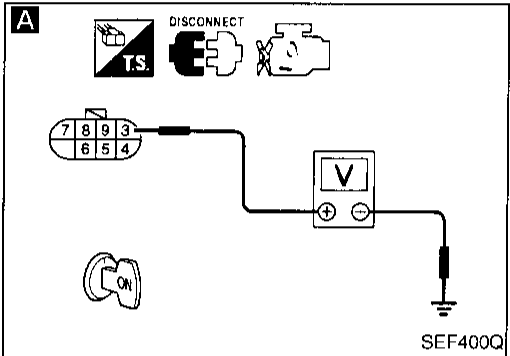 A
DISCONNECT
T.S.
7 8 9 3
6 5 4
V
+ −
ON
SEF400Q